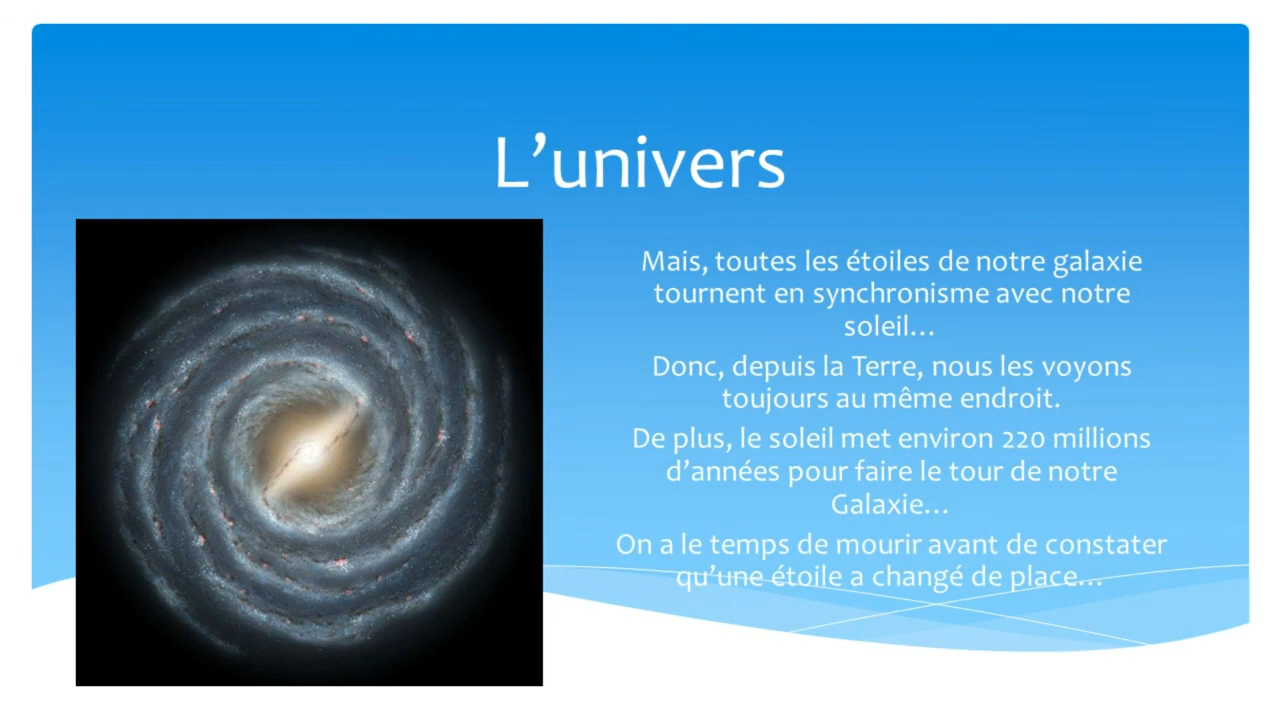 L’univers
Mais, toutes les étoiles de notre galaxie
tournent en synchronisme avec notre
soleil…
Donc, depuis la Terre, nous les voyons
toujours au même endroit.
De plus, le soleil met environ 220 millions
d’années pour faire le tour de notre
Galaxie…
On a le temps de mourir avant de constater
qu’une étoile a changé de place…